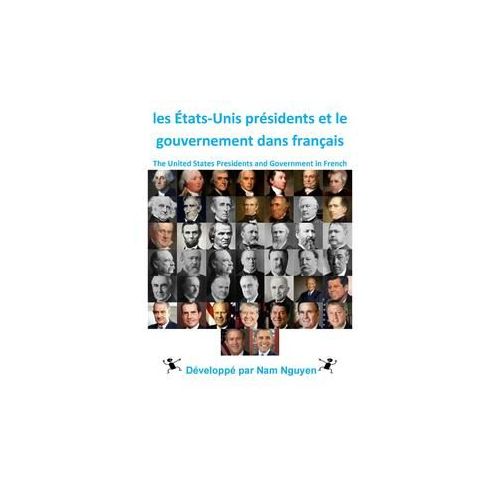 les États-Unis présidents et le
gouvernement dans français
The United States Presidents and Government in French
Développé par Nam Nguyen